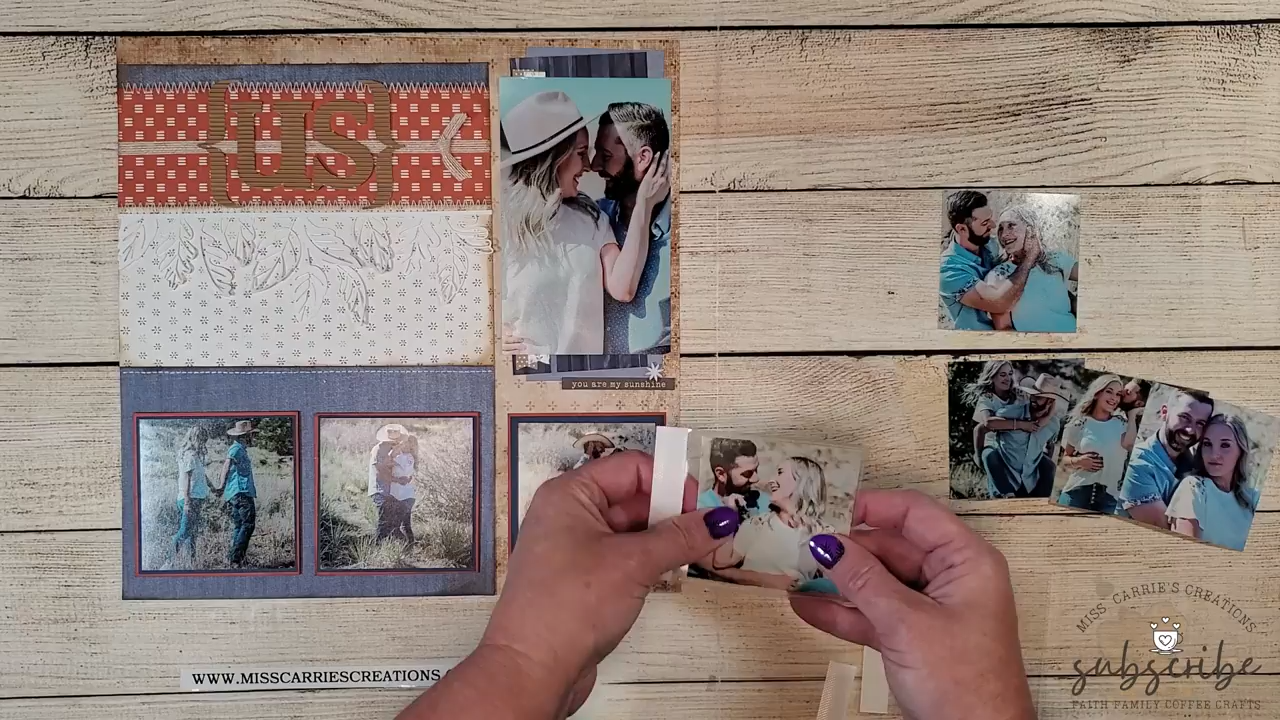 {us}
you are my sunshine
WWW.MISSCARRIESCREATIONS
MISS CARRIE'S CREATIONS
subscribe
FAITH FAMILY COFFEE CRAFTS